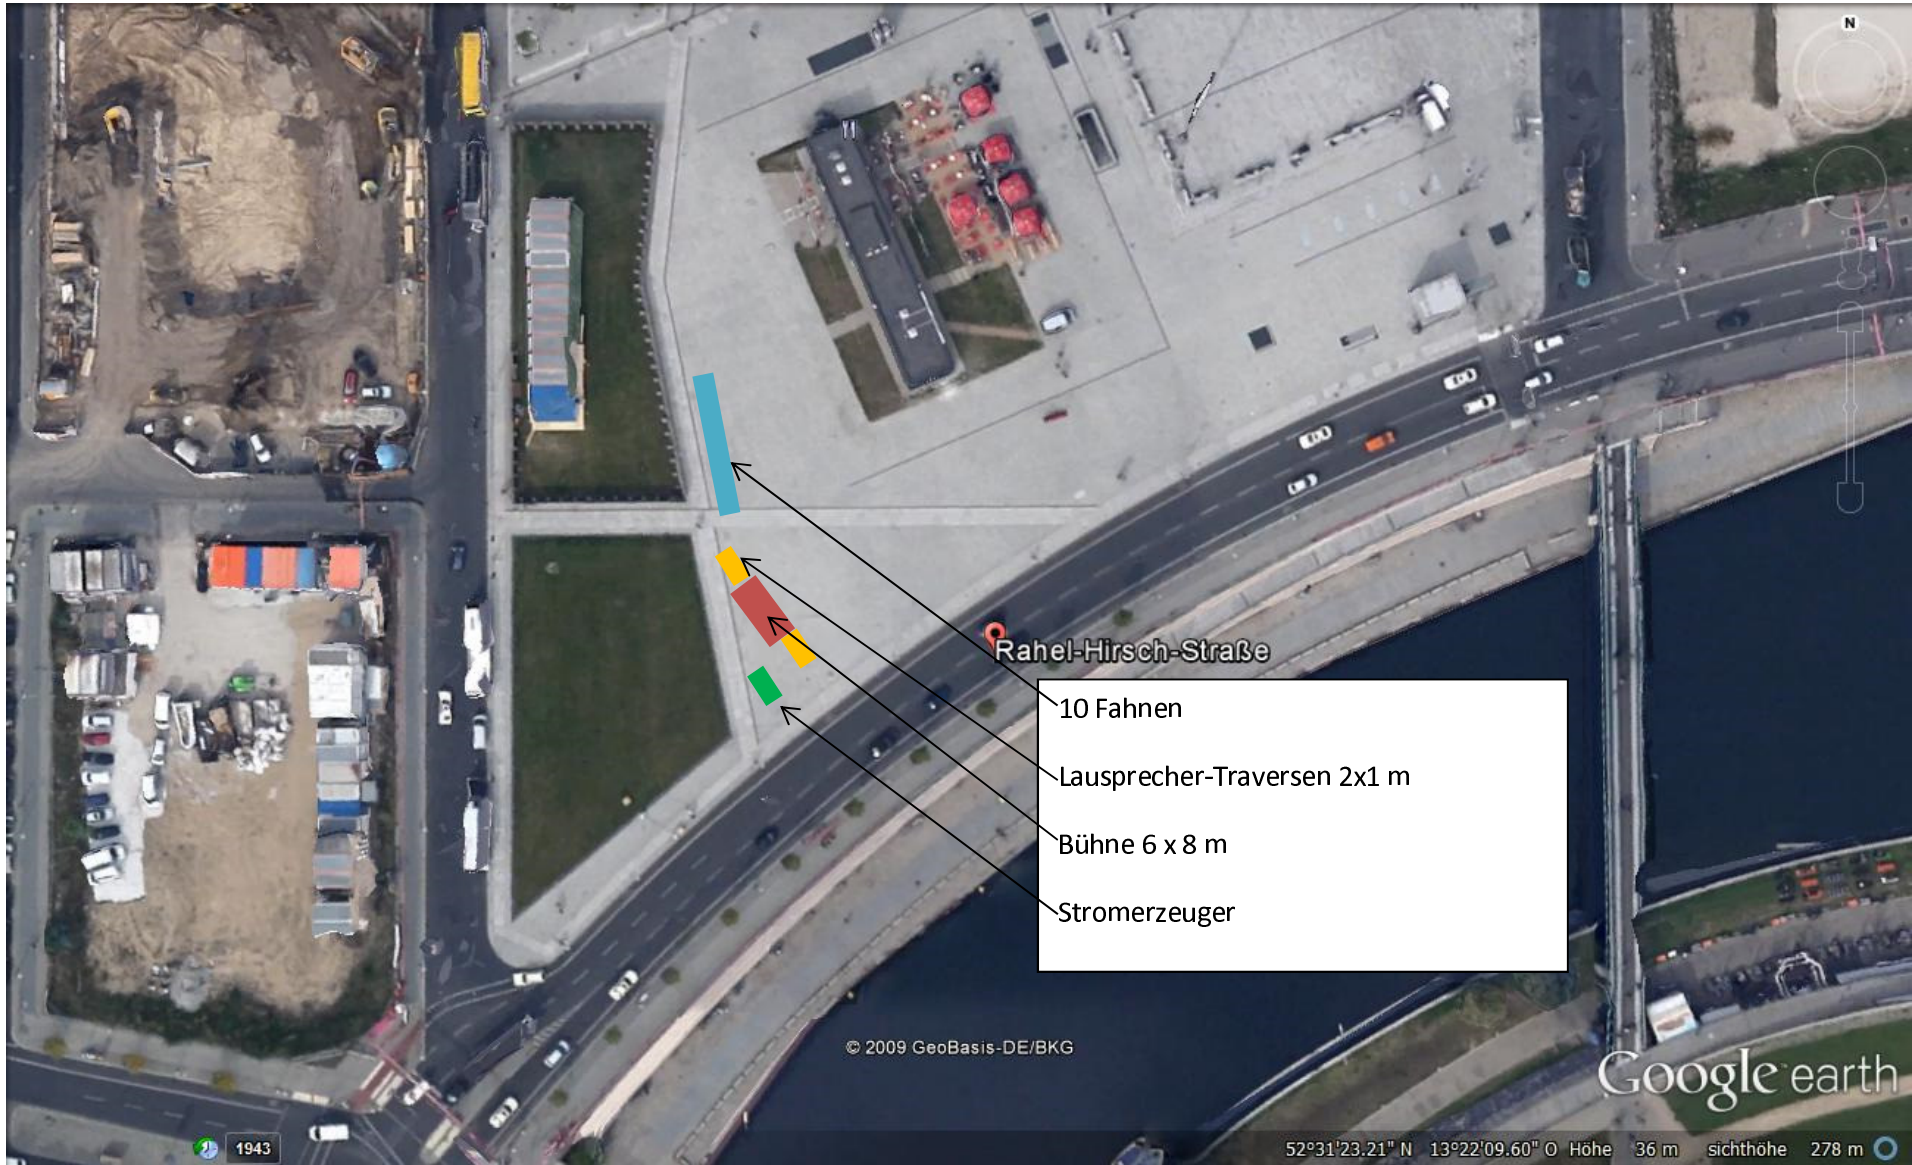 N
Rahel-Hirsch-Straße
10 Fahnen
Lausprecher-Traversen 2x1 m
Bühne 6 x 8 m
Stromerzeuger
© 2009 GeoBasis-DE/BKG
Google earth
1943
52°31'23.21" N 13°22'09.60" O Höhe 36 m sichthöhe 278 m